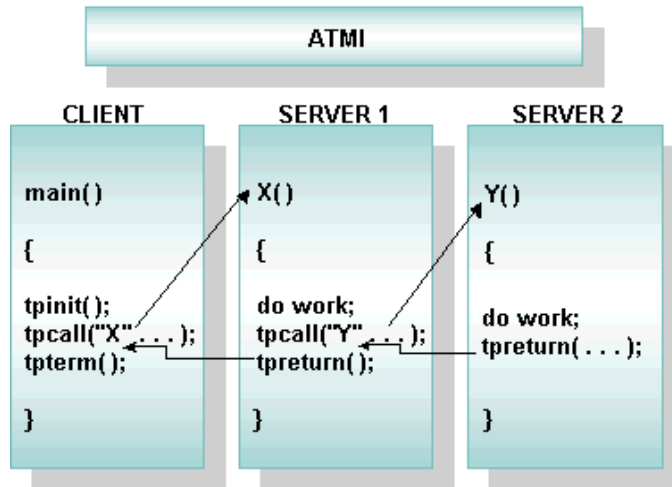 ATMI
CLIENT
main( )
{
tpinit( );
tpcall("X" . . . );
tpterm( );
}
SERVER 1
X( )
{
do work;
tpcall("Y" . . . );
tpreturn( );
}
SERVER 2
Y( )
{
do work;
tpreturn( . . . );
}